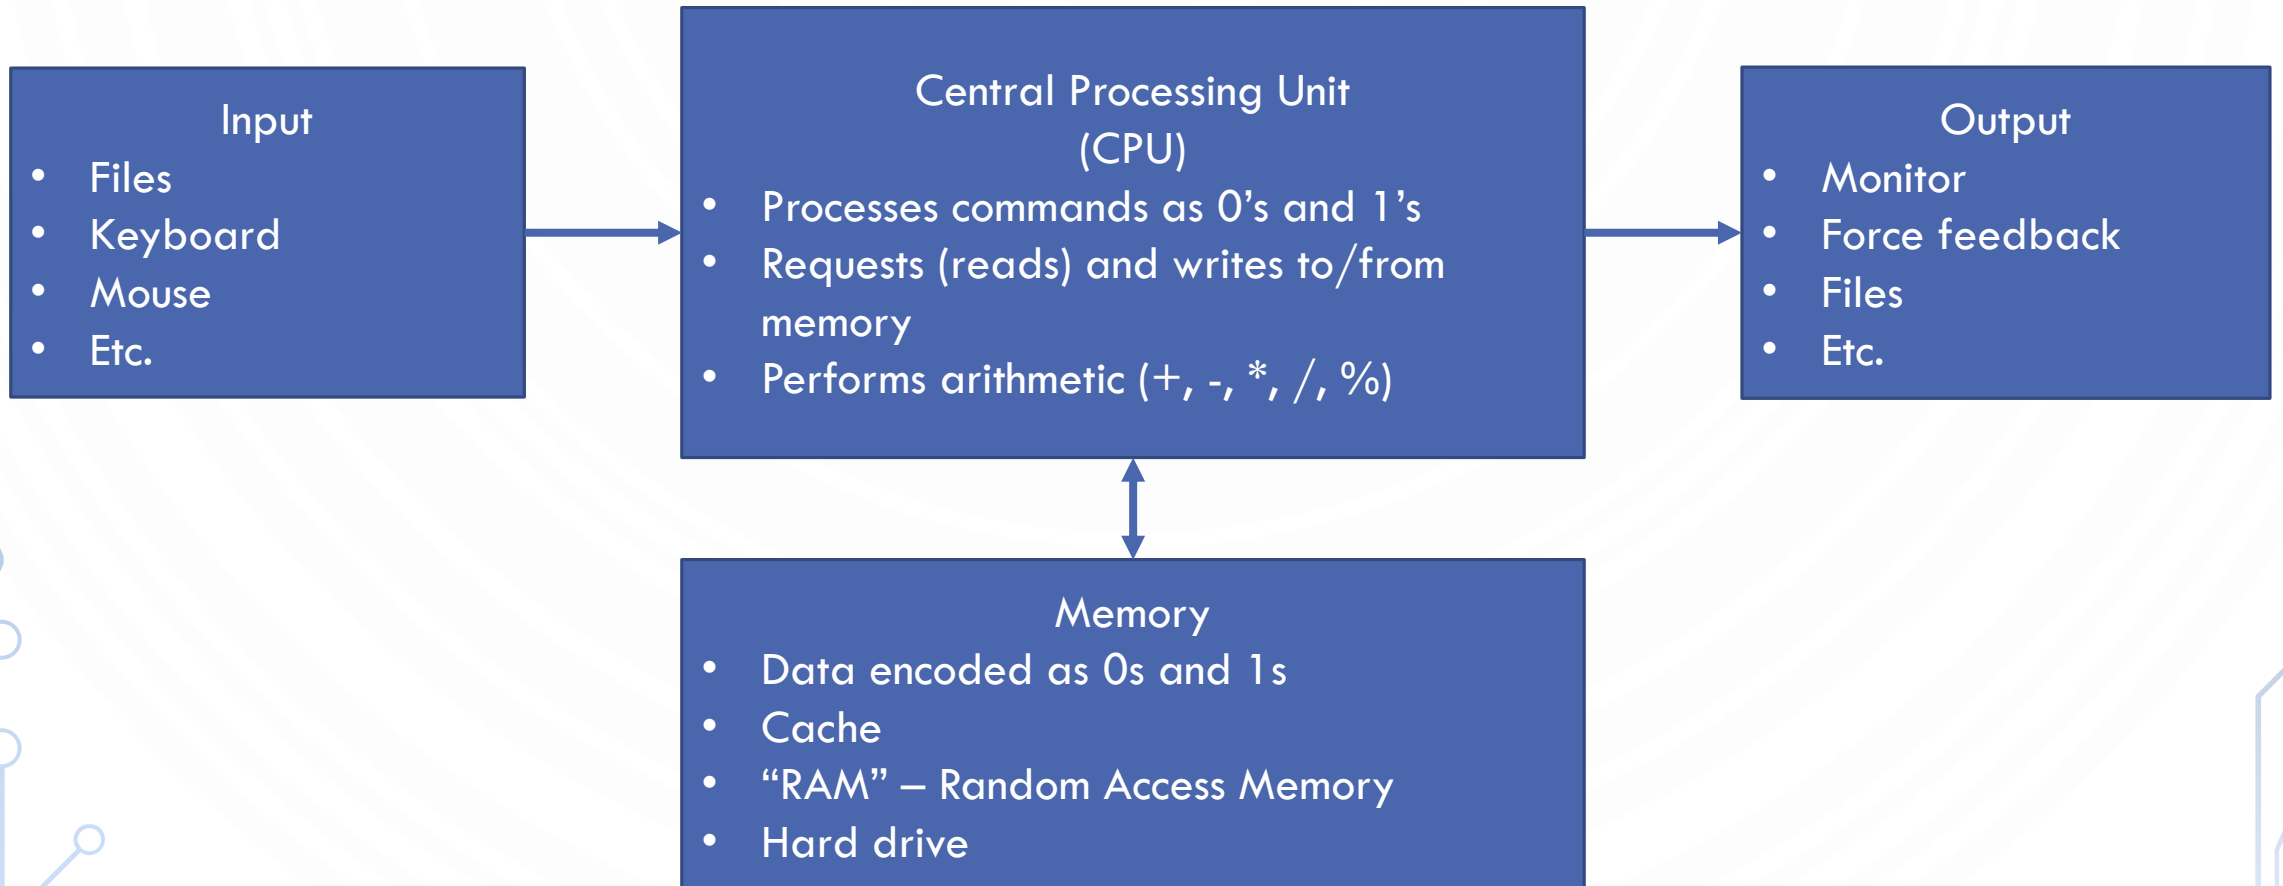 Input
• Files
• Keyboard
• Mouse
• Etc.
Central Processing Unit
(CPU)
• Processes commands as 0’s and 1’s
• Requests (reads) and writes to/from
memory
• Performs arithmetic (+, -, *, /, %)
Output
• Monitor
• Force feedback
• Files
• Etc.
Memory
• Data encoded as 0s and 1s
• Cache
• “RAM” – Random Access Memory
• Hard drive